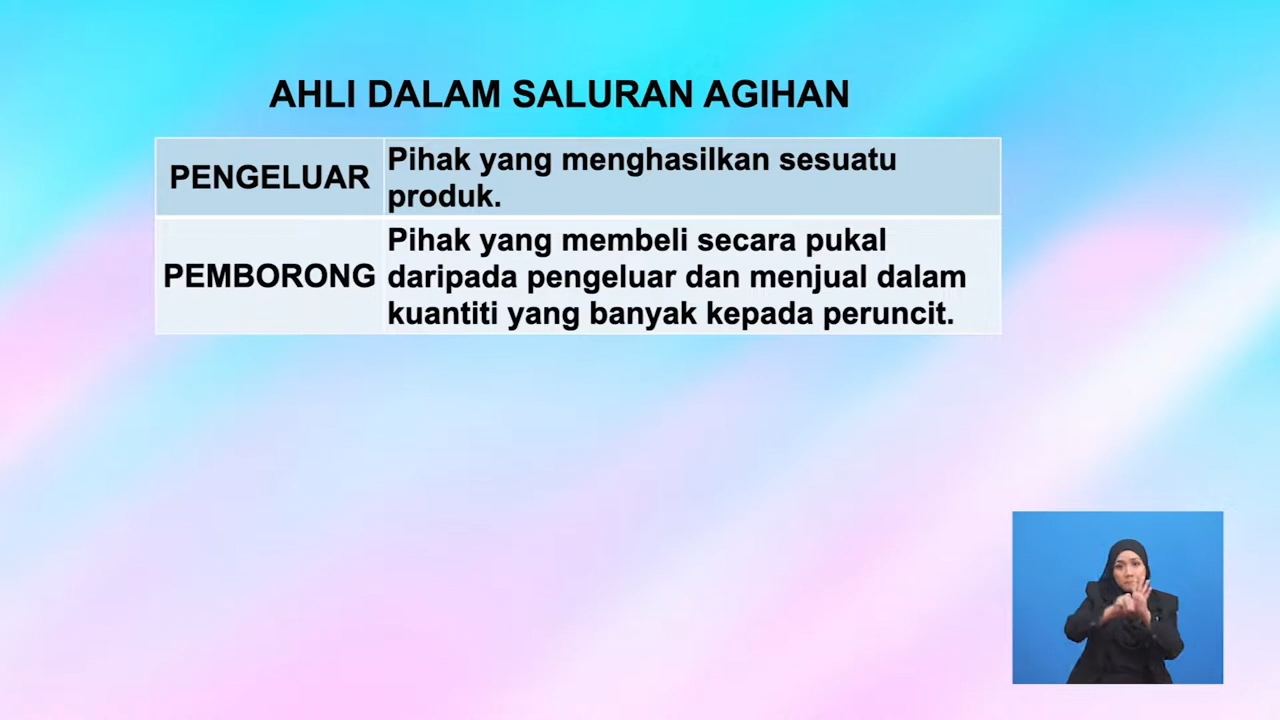 AHLI DALAM SALURAN AGIHAN
PENGELUAR
Pihak yang menghasilkan sesuatu
produk.
PEMBORONG
Pihak yang membeli secara pukal
daripada pengeluar dan menjual dalam
kuantiti yang banyak kepada peruncit.